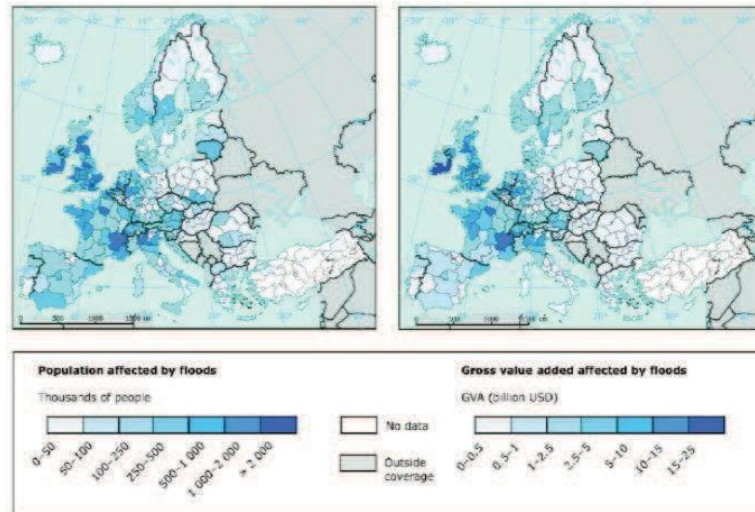 Population affected by floods
Thousands of people
0–50
50–100
100–250
250–500
500–1 000
1 000–2 000
> 2 000
No data
Outside
coverage
Gross value added affected by floods
GVA (billion USD)
0–0.5
0.5–1
1–2.5
2.5–5
5–10
10–15
15–25